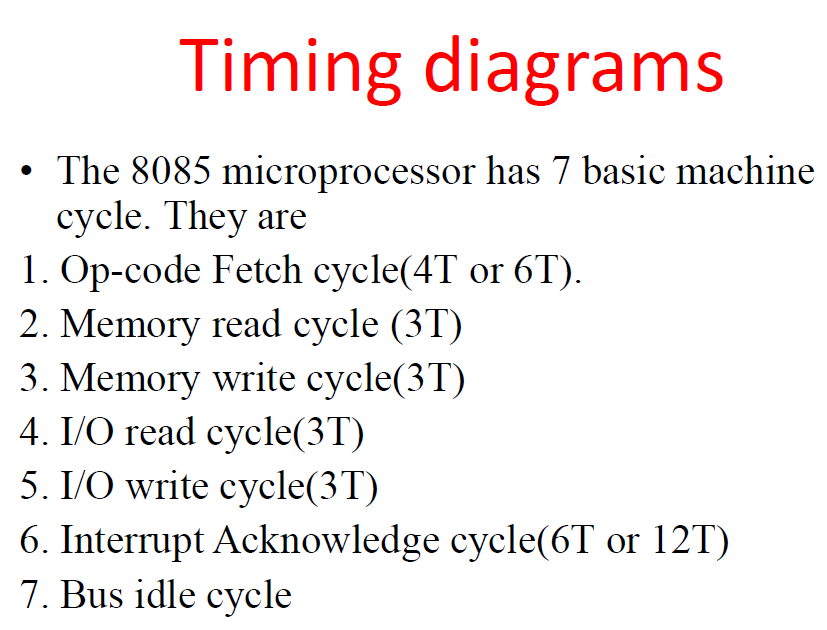 Timing diagrams
• The 8085 microprocessor has 7 basic machine
cycle. They are
1. Op-code Fetch cycle(4T or 6T).
2. Memory read cycle (3T)
3. Memory write cycle(3T)
4. I/O read cycle(3T)
5. I/O write cycle(3T)
6. Interrupt Acknowledge cycle(6T or 12T)
7. Bus idle cycle